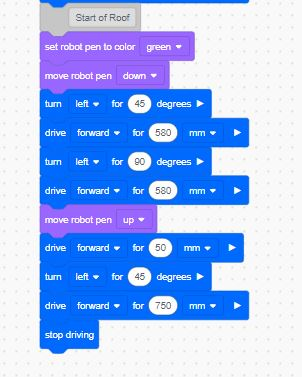 Start of Roof
set robot pen to color green
move robot pen down
turn left for 45 degrees
drive forward for 580 mm
turn left for 90 degrees
drive forward for 580 mm
move robot pen up
drive forward for 50 mm
turn left for 45 degrees
drive forward for 750 mm
stop driving